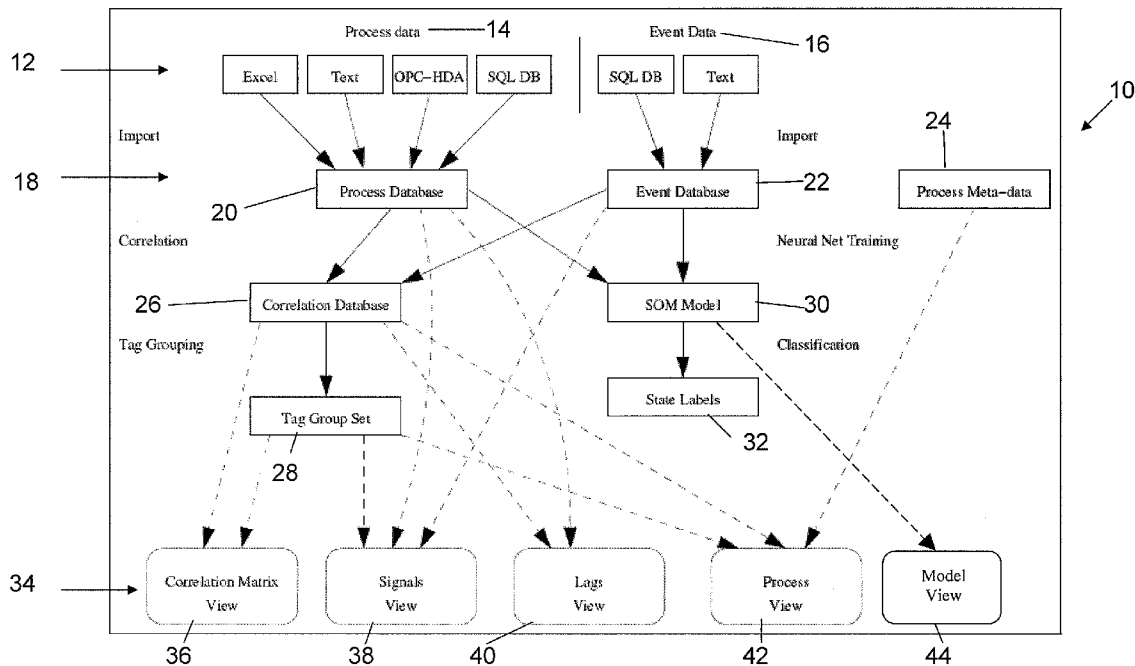 Process data
14
Event Data
16
12
Excel
Text
OPC-HDA
SQL DB
SQL DB
Text
10
Import
Import
24
18
Process Database
Event Database
22
Process Meta-data
20
Correlation
Neural Net Training
26
Correlation Database
SOM Model
30
Tag Grouping
Classification
Tag Group Set
State Labels
28
32
34
Correlation Matrix
View
Signals
View
Lags
View
Process
View
Model
View
36
38
40
42
44